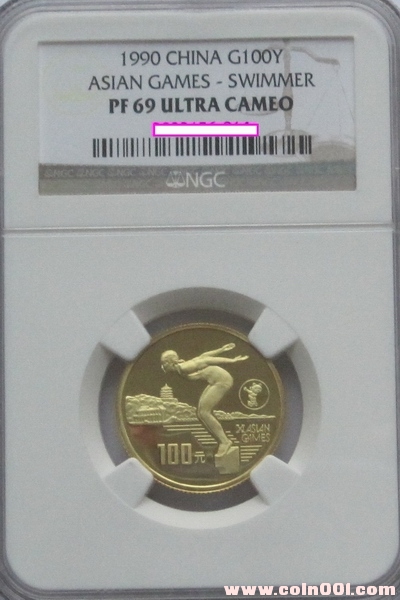 1990 CHINA G100Y
ASIAN GAMES - SWIMMER
PF 69 ULTRA CAMEO
NGC
XI ASIAN
GAMES
100元
www.coin001.com